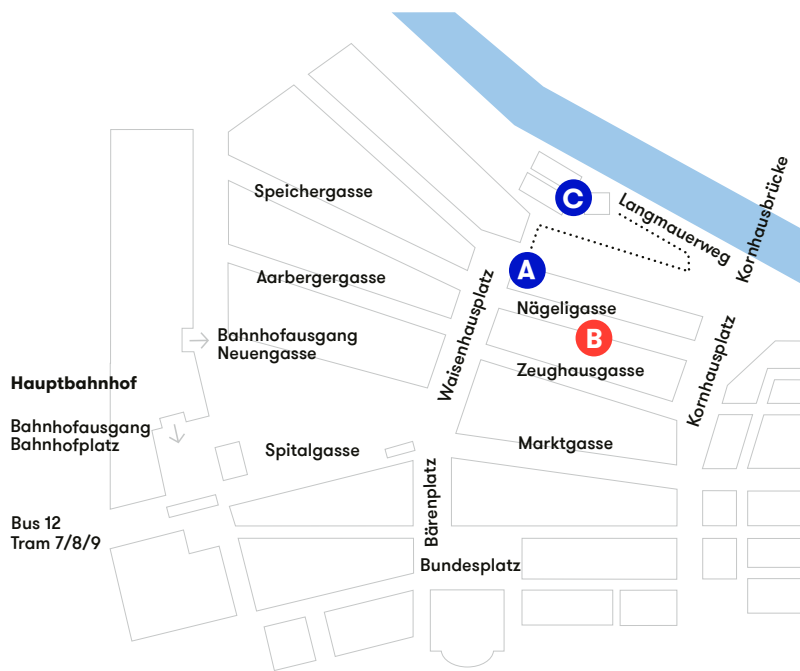 Speichergasse
C
Langmauerweg
Kornhausbrücke
Aarbergergasse
A
Nägeligasse
Waisenhausplatz
B
Bahnhofausgang
Neuengasse
Zeughausgasse
Kornhausplatz
Hauptbahnhof
Bahnhofausgang
Bahnhofplatz
Spitalgasse
Marktgasse
Bärenplatz
Bus 12
Tram 7/8/9
Bundesplatz